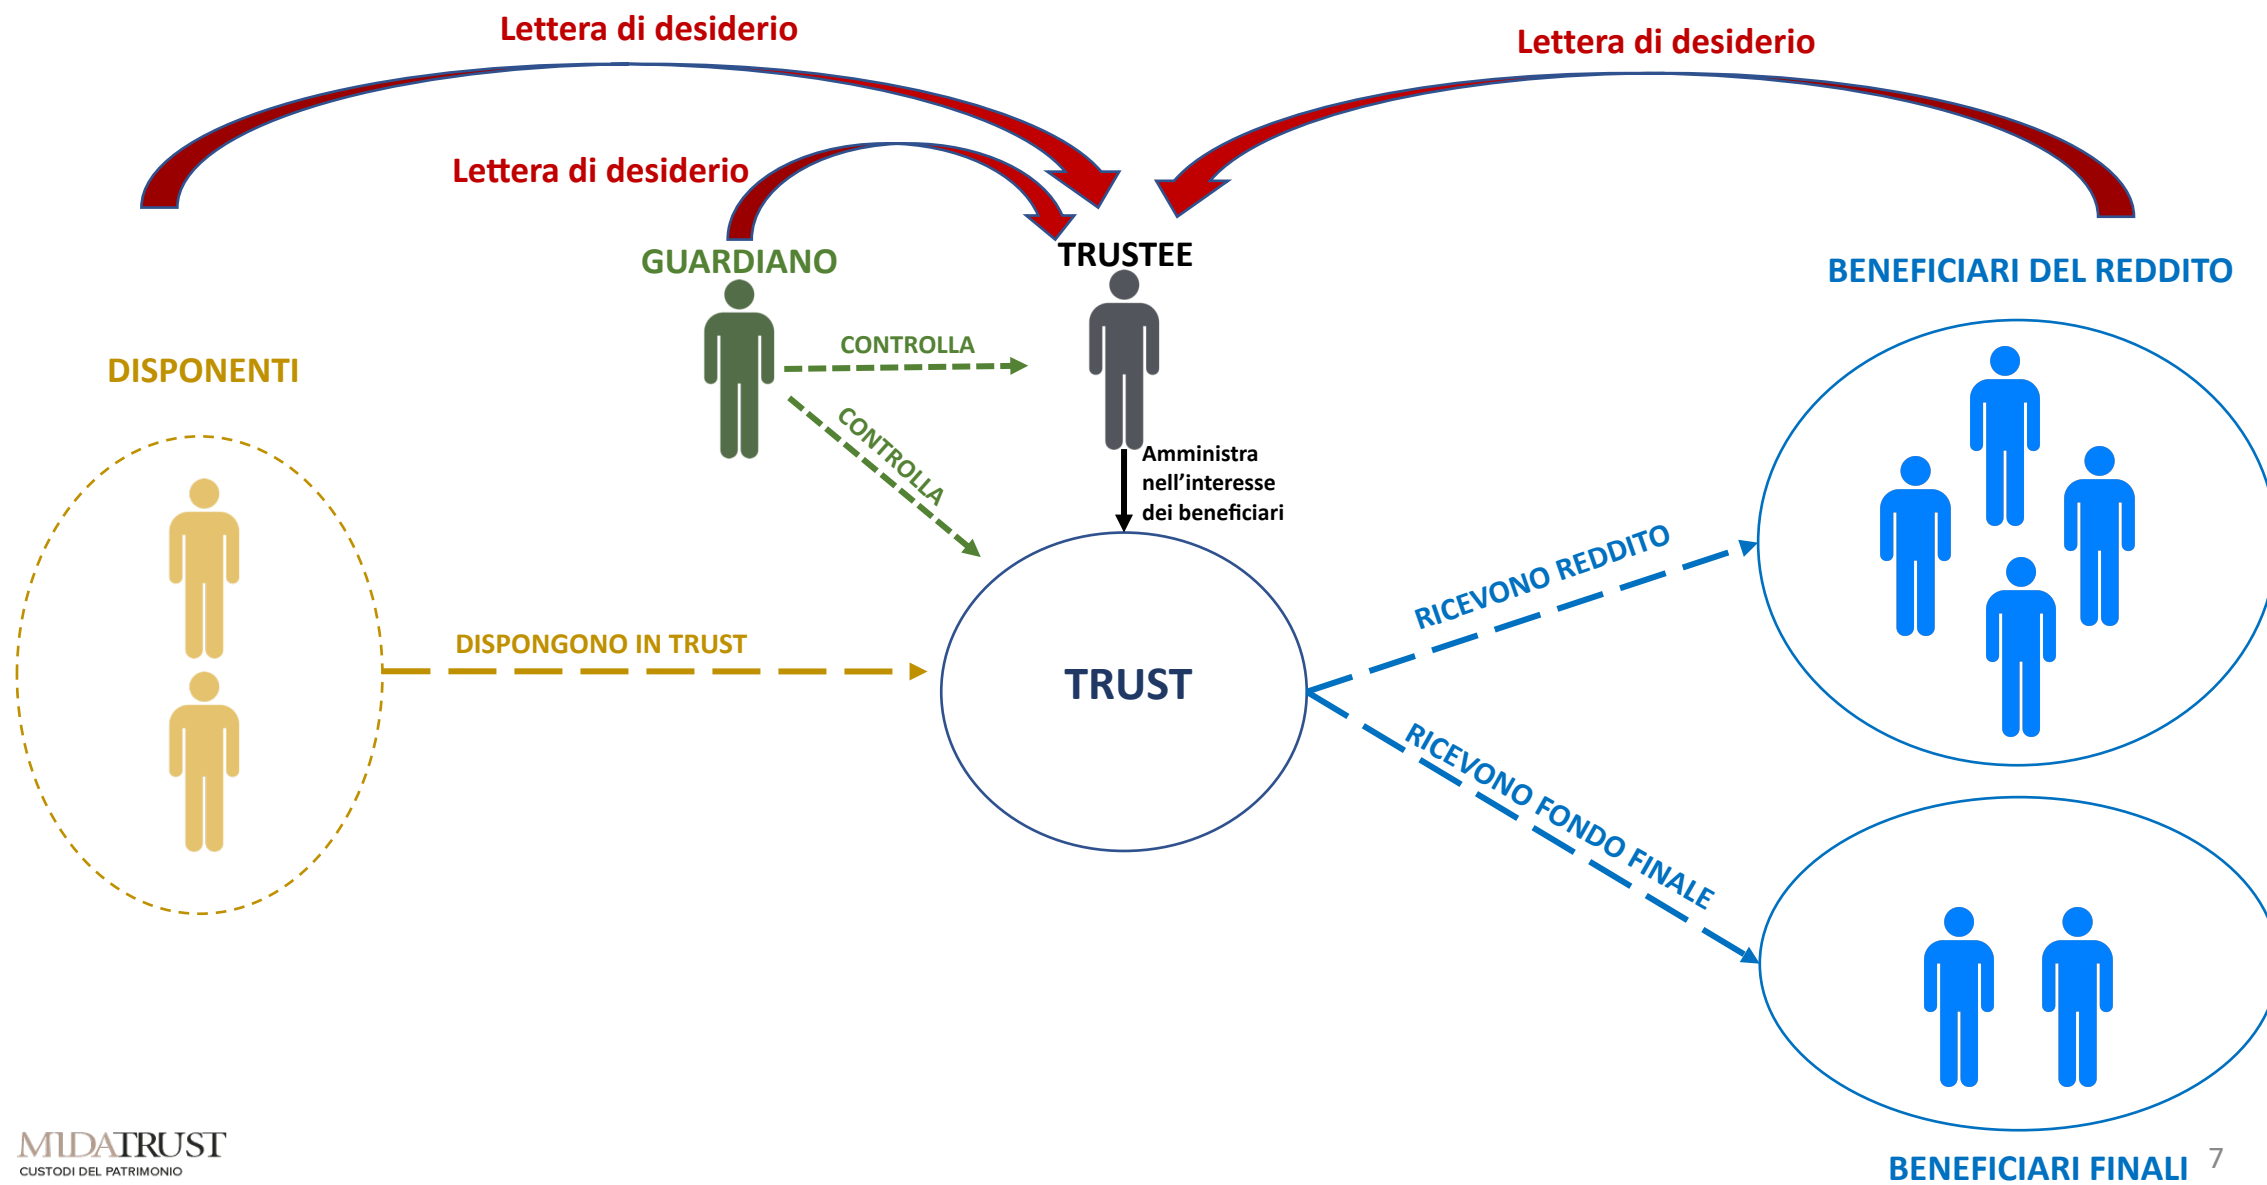 Lettera di desiderio
Lettera di desiderio
Lettera di desiderio
GUARDIANO
TRUSTEE
BENEFICIARI DEL REDDITO
DISPONENTI
CONTROLLA
CONTROLLA
Amministra
nell’interesse
dei beneficiari
RICEVONO REDDITO
DISPONGONO IN TRUST
TRUST
RICEVONO FONDO FINALE
MIDATRUST
CUSTODI DEL PATRIMONIO
BENEFICIARI FINALI
7